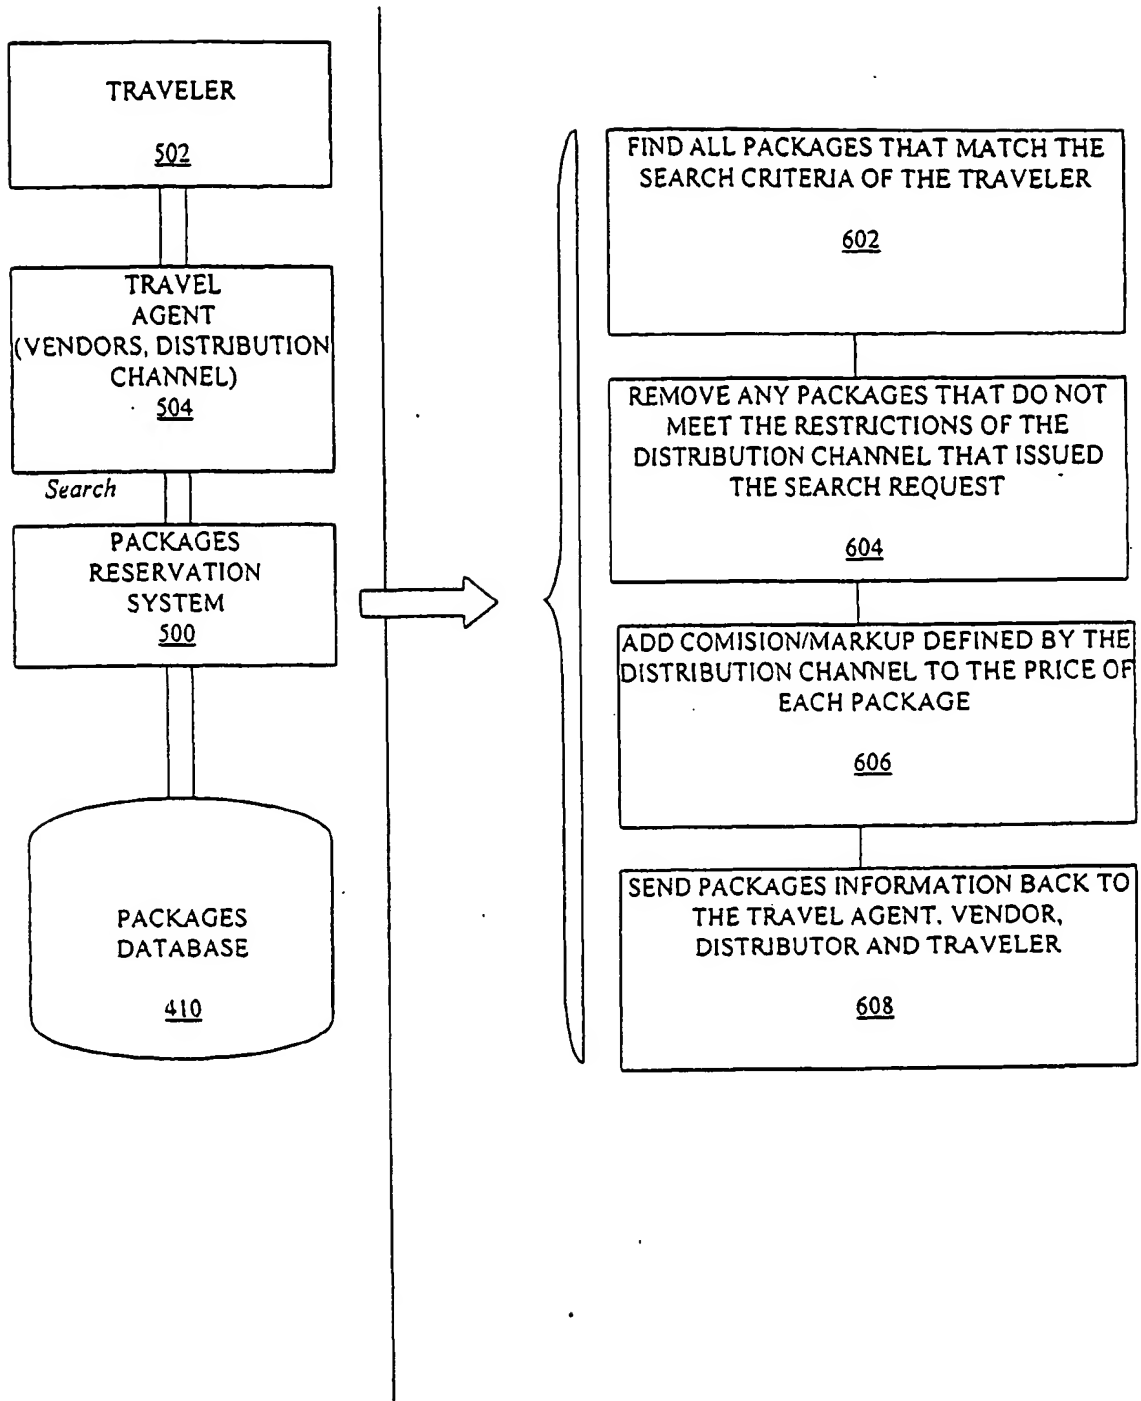 TRAVELER
502
TRAVEL
AGENT
(VENDORS, DISTRIBUTION
CHANNEL)
504
Search
PACKAGES
RESERVATION
SYSTEM
500
PACKAGES
DATABASE
410
FIND ALL PACKAGES THAT MATCH THE
SEARCH CRITERIA OF THE TRAVELER
602
REMOVE ANY PACKAGES THAT DO NOT
MEET THE RESTRICTIONS OF THE
DISTRIBUTION CHANNEL THAT ISSUED
THE SEARCH REQUEST
604
ADD COMISION/MARKUP DEFINED BY THE
DISTRIBUTION CHANNEL TO THE PRICE OF
EACH PACKAGE
606
SEND PACKAGES INFORMATION BACK TO
THE TRAVEL AGENT, VENDOR,
DISTRIBUTOR AND TRAVELER
608